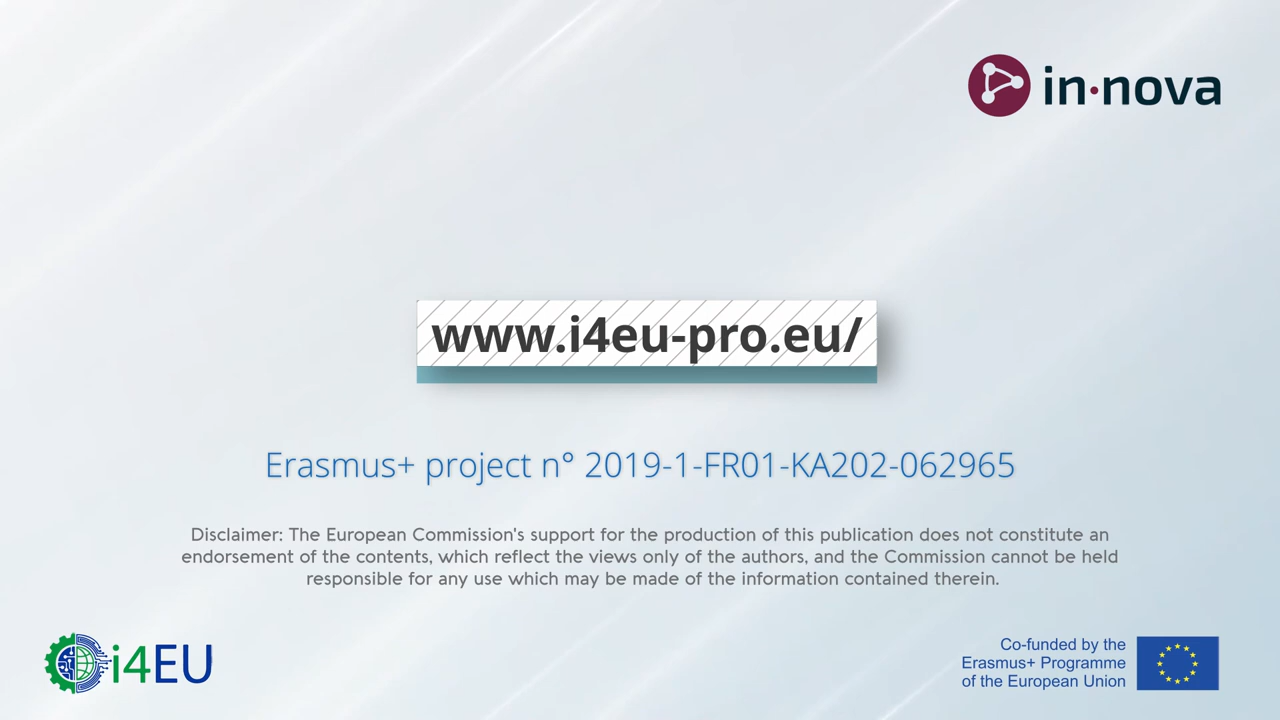 in·nova
www.i4eu-pro.eu/
Erasmus+ project n° 2019-1-FR01-KA202-062965
Disclaimer: The European Commission's support for the production of this publication does not constitute an
endorsement of the contents, which reflect the views only of the authors, and the Commission cannot be held
responsible for any use which may be made of the information contained therein.
i4EU
Co-funded by the
Erasmus+ Programme
of the European Union